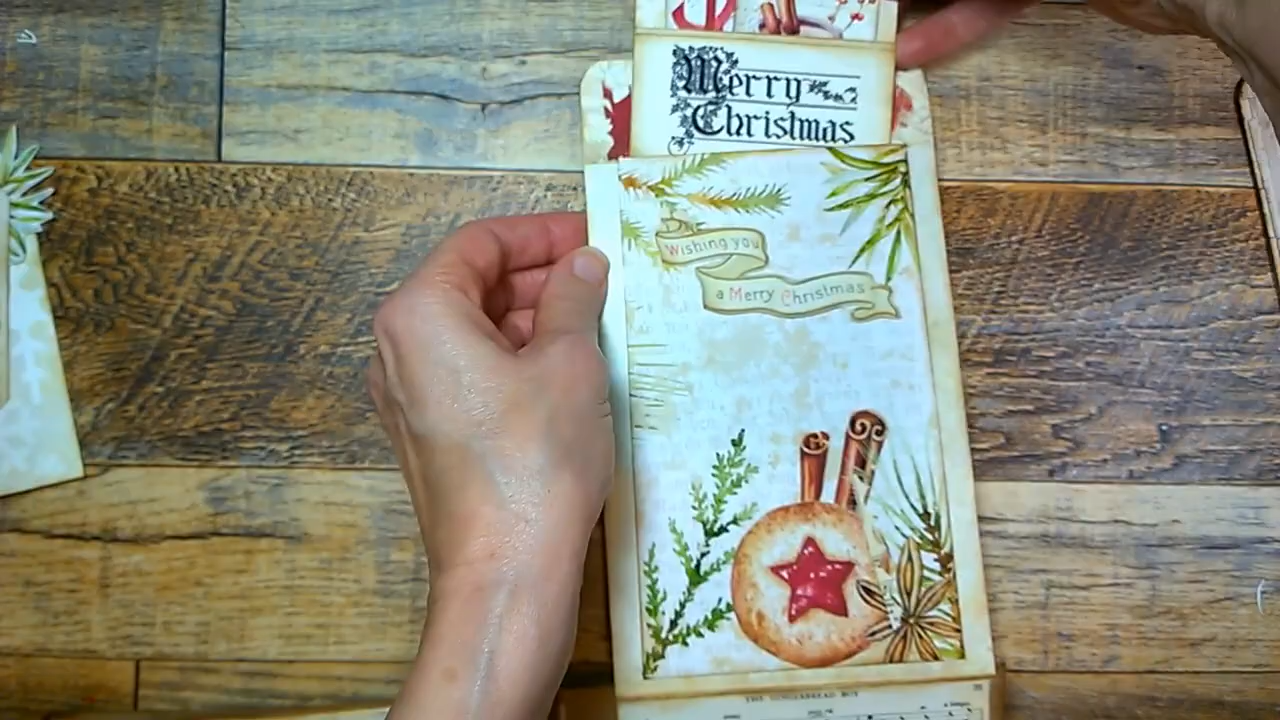 Merry
Christmas
Wishing you
a Merry Christmas
THE GINGERBREAD BOY